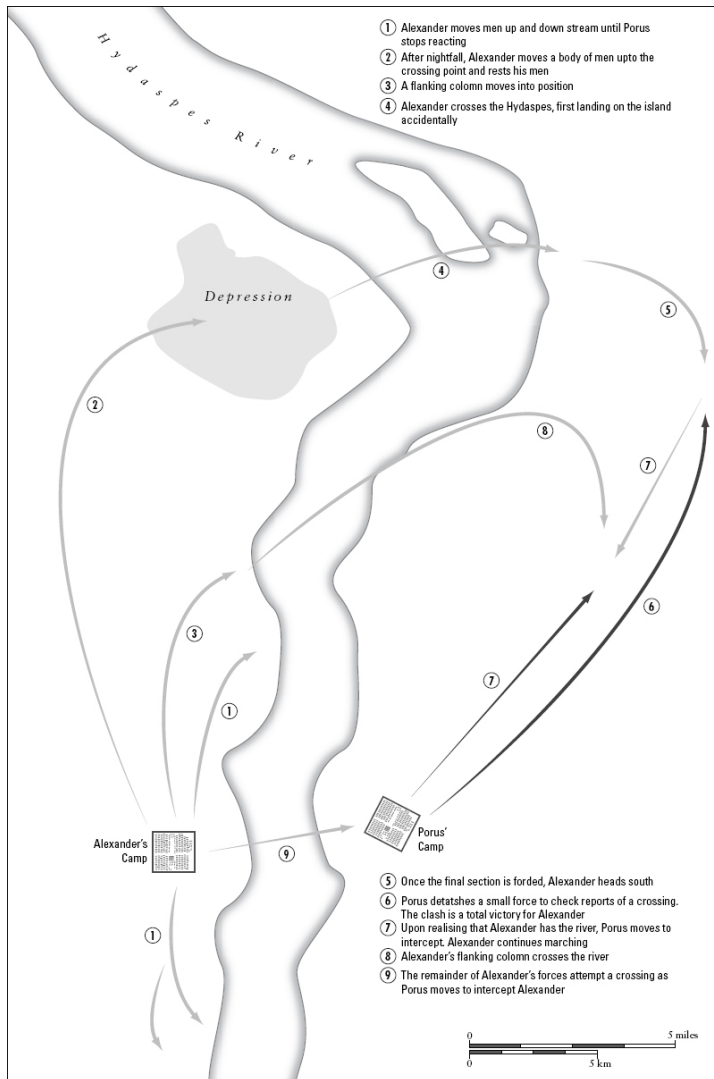 Hydaspes River
① Alexander moves men up and down stream until Porus
stops reacting
② After nightfall, Alexander moves a body of men upto the
crossing point and rests his men
③ A flanking colomn moves into position
④ Alexander crosses the Hydaspes, first landing on the island
accidentally
Depression
④
⑤
②
⑧
⑦
⑥
③
⑦
①
Alexander's
Camp
Porus'
Camp
⑨
①
⑤ Once the final section is forded, Alexander heads south
⑥ Porus detatshes a small force to check reports of a crossing.
The clash is a total victory for Alexander
⑦ Upon realising that Alexander has the river, Porus moves to
intercept. Alexander continues marching
⑧ Alexander's flanking colomn crosses the river
⑨ The remainder of Alexander's forces attempt a crossing as
Porus moves to intercept Alexander
0 5 miles
0 5 km